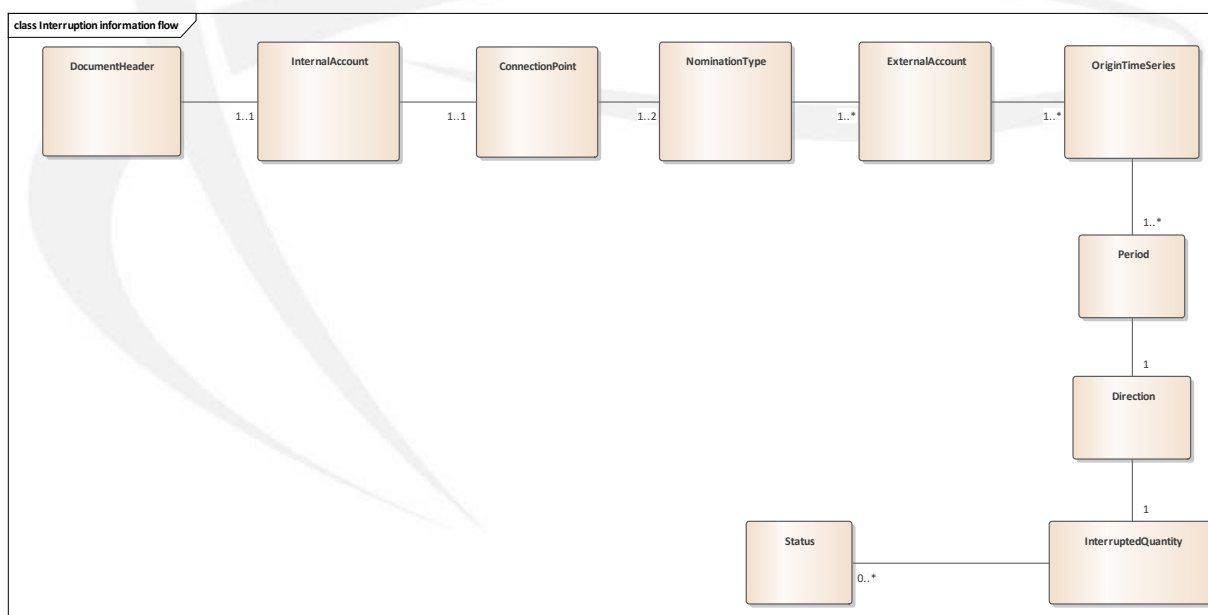 class Interruption information flow
DocumentHeader
InternalAccount
ConnectionPoint
NominationType
ExternalAccount
OriginTimeSeries
1..1
1..1
1..2
1..*
1..*
1..*
Period
1
Direction
1
Status
InterruptedQuantity
0..*